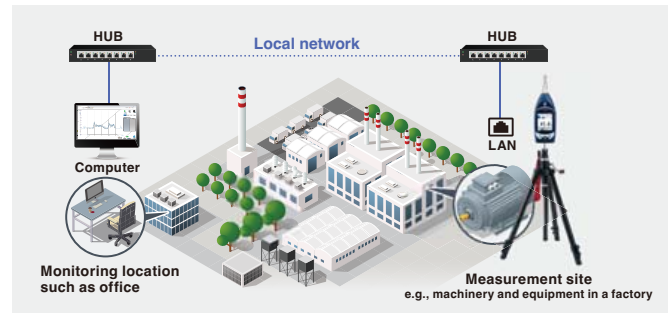 HUB
Local network
HUB
Computer
LAN
Monitoring location
such as office
Measurement site
e.g., machinery and equipment in a factory